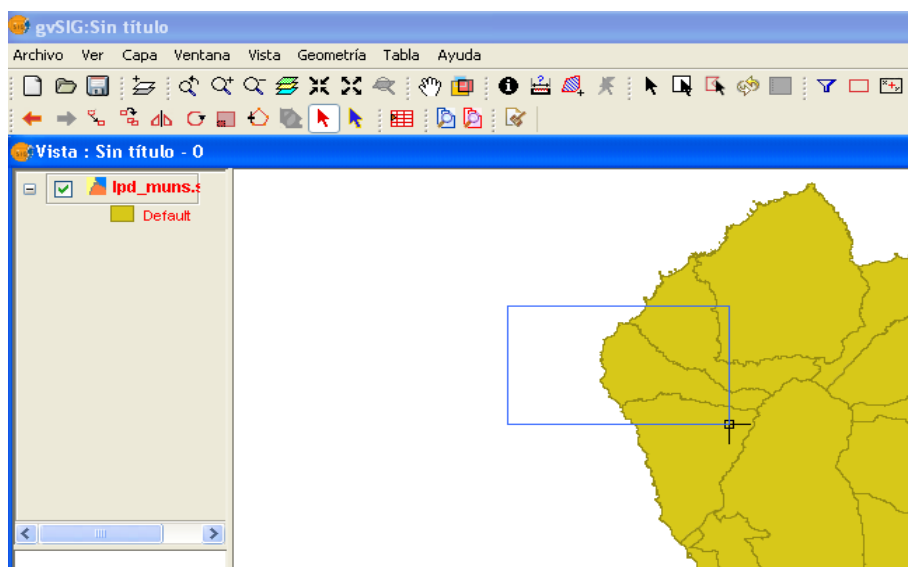 gvSIG:Sin título
Archivo Ver Capa Ventana Vista Geometría Tabla Ayuda
Vista : Sin título - 0
lpd_muns.s
Default